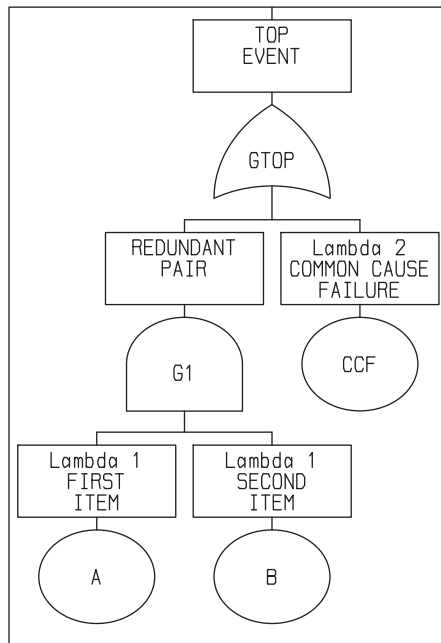 TOP
EVENT
GTOP
REDUNDANT
PAIR
Lambda 2
COMMON CAUSE
FAILURE
G1
CCF
Lambda 1
FIRST
ITEM
Lambda 1
SECOND
ITEM
A
B